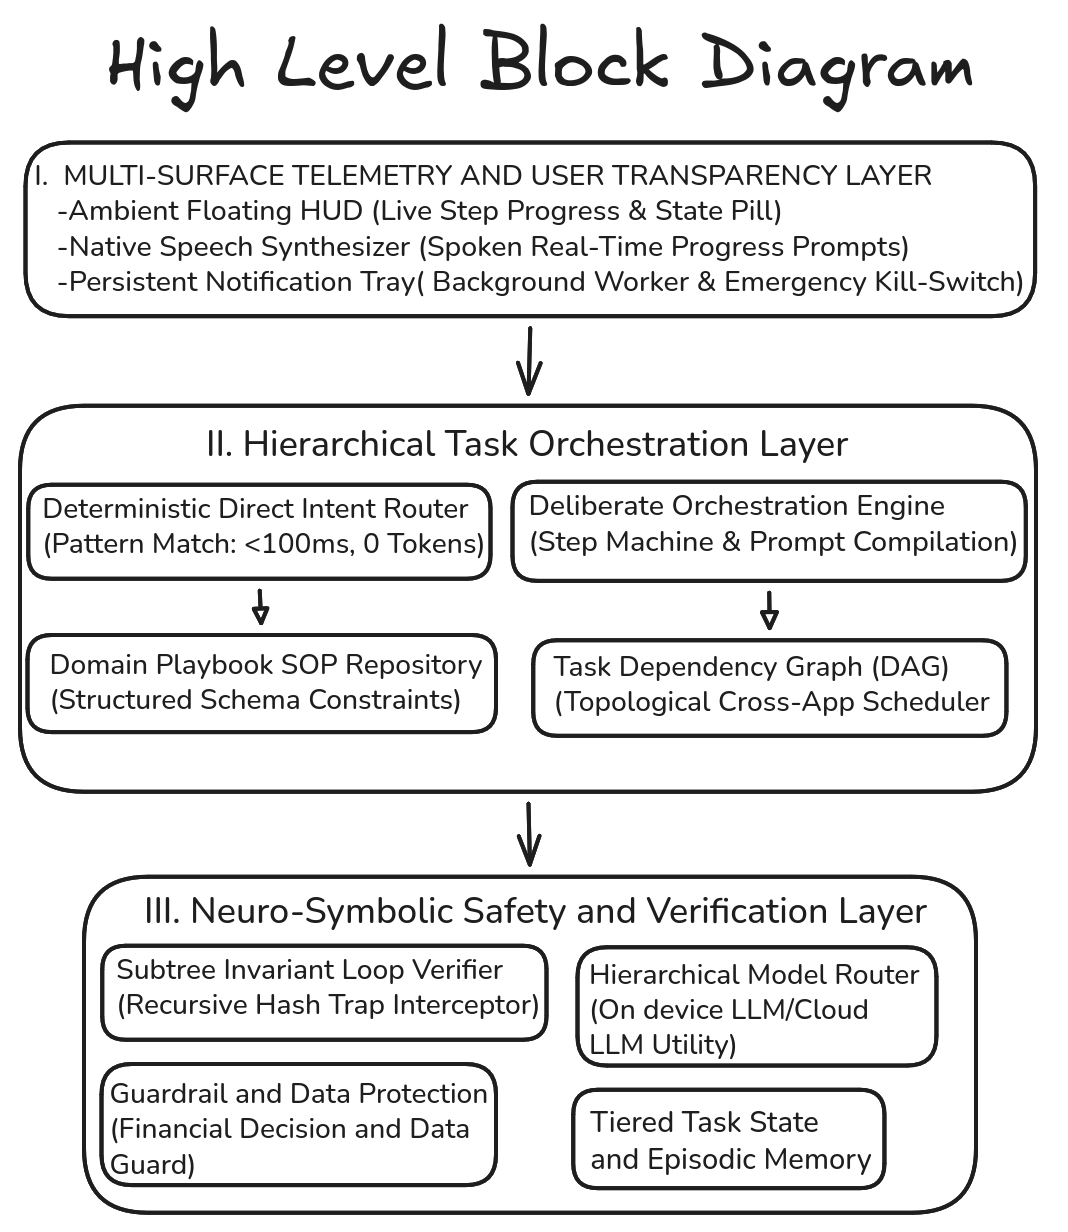 High Level Block Diagram
I. MULTI-SURFACE TELEMETRY AND USER TRANSPARENCY LAYER
-Ambient Floating HUD (Live Step Progress & State Pill)
-Native Speech Synthesizer (Spoken Real-Time Progress Prompts)
-Persistent Notification Tray( Background Worker & Emergency Kill-Switch)
II. Hierarchical Task Orchestration Layer
Deterministic Direct Intent Router
(Pattern Match: <100ms, 0 Tokens)
Deliberate Orchestration Engine
(Step Machine & Prompt Compilation)
Domain Playbook SOP Repository
(Structured Schema Constraints)
Task Dependency Graph (DAG)
(Topological Cross-App Scheduler
III. Neuro-Symbolic Safety and Verification Layer
Subtree Invariant Loop Verifier
(Recursive Hash Trap Interceptor)
Hierarchical Model Router
(On device LLM/Cloud
LLM Utility)
Guardrail and Data Protection
(Financial Decision and Data
Guard)
Tiered Task State
and Episodic Memory